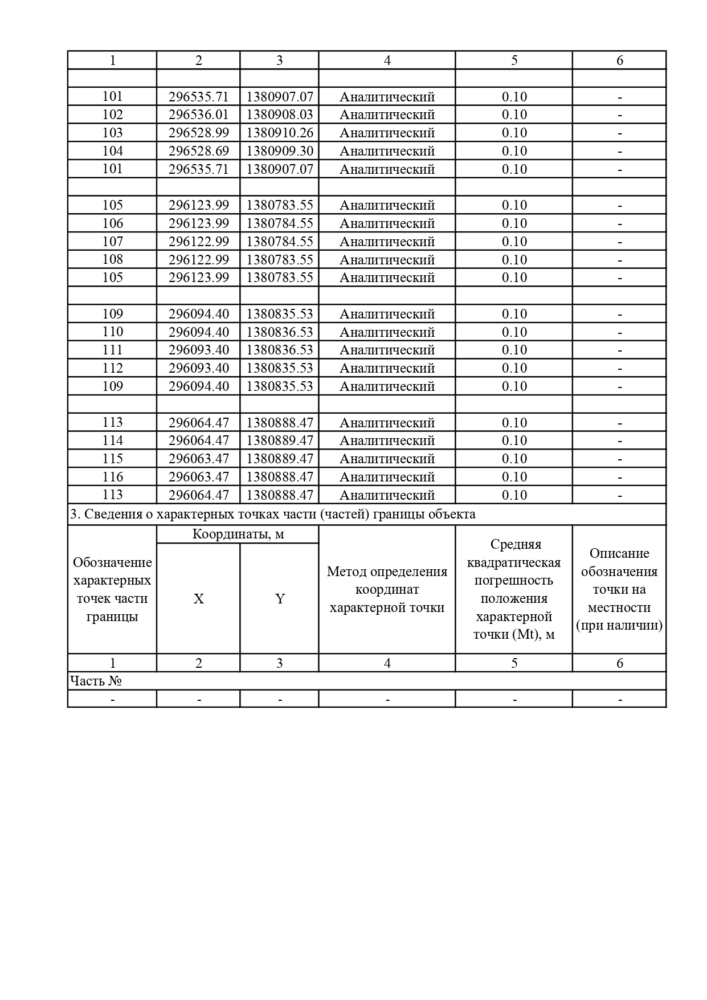 1 2 3 4 5 6
101 296535.71 1380907.07 Аналитический 0.10 -
102 296536.01 1380908.03 Аналитический 0.10 -
103 296528.99 1380910.26 Аналитический 0.10 -
104 296528.69 1380909.30 Аналитический 0.10 -
101 296535.71 1380907.07 Аналитический 0.10 -
105 296123.99 1380783.55 Аналитический 0.10 -
106 296123.99 1380784.55 Аналитический 0.10 -
107 296122.99 1380784.55 Аналитический 0.10 -
108 296122.99 1380783.55 Аналитический 0.10 -
105 296123.99 1380783.55 Аналитический 0.10 -
109 296094.40 1380835.53 Аналитический 0.10 -
110 296094.40 1380836.53 Аналитический 0.10 -
111 296093.40 1380836.53 Аналитический 0.10 -
112 296093.40 1380835.53 Аналитический 0.10 -
109 296094.40 1380835.53 Аналитический 0.10 -
113 296064.47 1380888.47 Аналитический 0.10 -
114 296064.47 1380889.47 Аналитический 0.10 -
115 296063.47 1380889.47 Аналитический 0.10 -
116 296063.47 1380888.47 Аналитический 0.10 -
113 296064.47 1380888.47 Аналитический 0.10 -
3. Сведения о характерных точках части (частей) границы объекта
Обозначение
характерных
точек части
границы
Координаты, м
X
Y
Метод определения
координат
характерной точки
Средняя
квадратическая
погрешность
положения
характерной
точки (Mt), м
Описание
обозначения
точки на
местности
(при наличии)
1 2 3 4 5 6
Часть №
- - - - - -